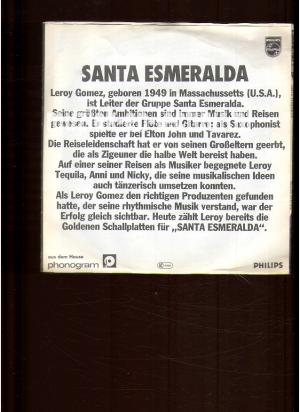 PHILIPS
SANTA ESMERALDA
Leroy Gomez, geboren 1949 in Massachussetts (U.S.A.),
ist Leiter der Gruppe Santa Esmeralda.
Seine größten Ambitionen sind immer Musik und Reisen
gewesen. Er studierte Flöte und Gitarre; als Saxophonist
spielte er bei Elton John und Tavarez.
Die Reiseleidenschaft hat er von seinen Großeltern geerbt,
die als Zigeuner die halbe Welt bereist haben.
Auf einer seiner Reisen als Musiker begegnete Leroy
Tequila, Anni und Nicky, die seine musikalischen Ideen
auch tänzerisch umsetzen konnten.
Als Leroy Gomez den richtigen Produzenten gefunden
hatte, der seine rhythmische Musik verstand, war der
Erfolg gleich sichtbar. Heute zählt Leroy bereits die
Goldenen Schallplatten für „SANTA ESMERALDA".
aus dem Hause
phonogram
PHILIPS